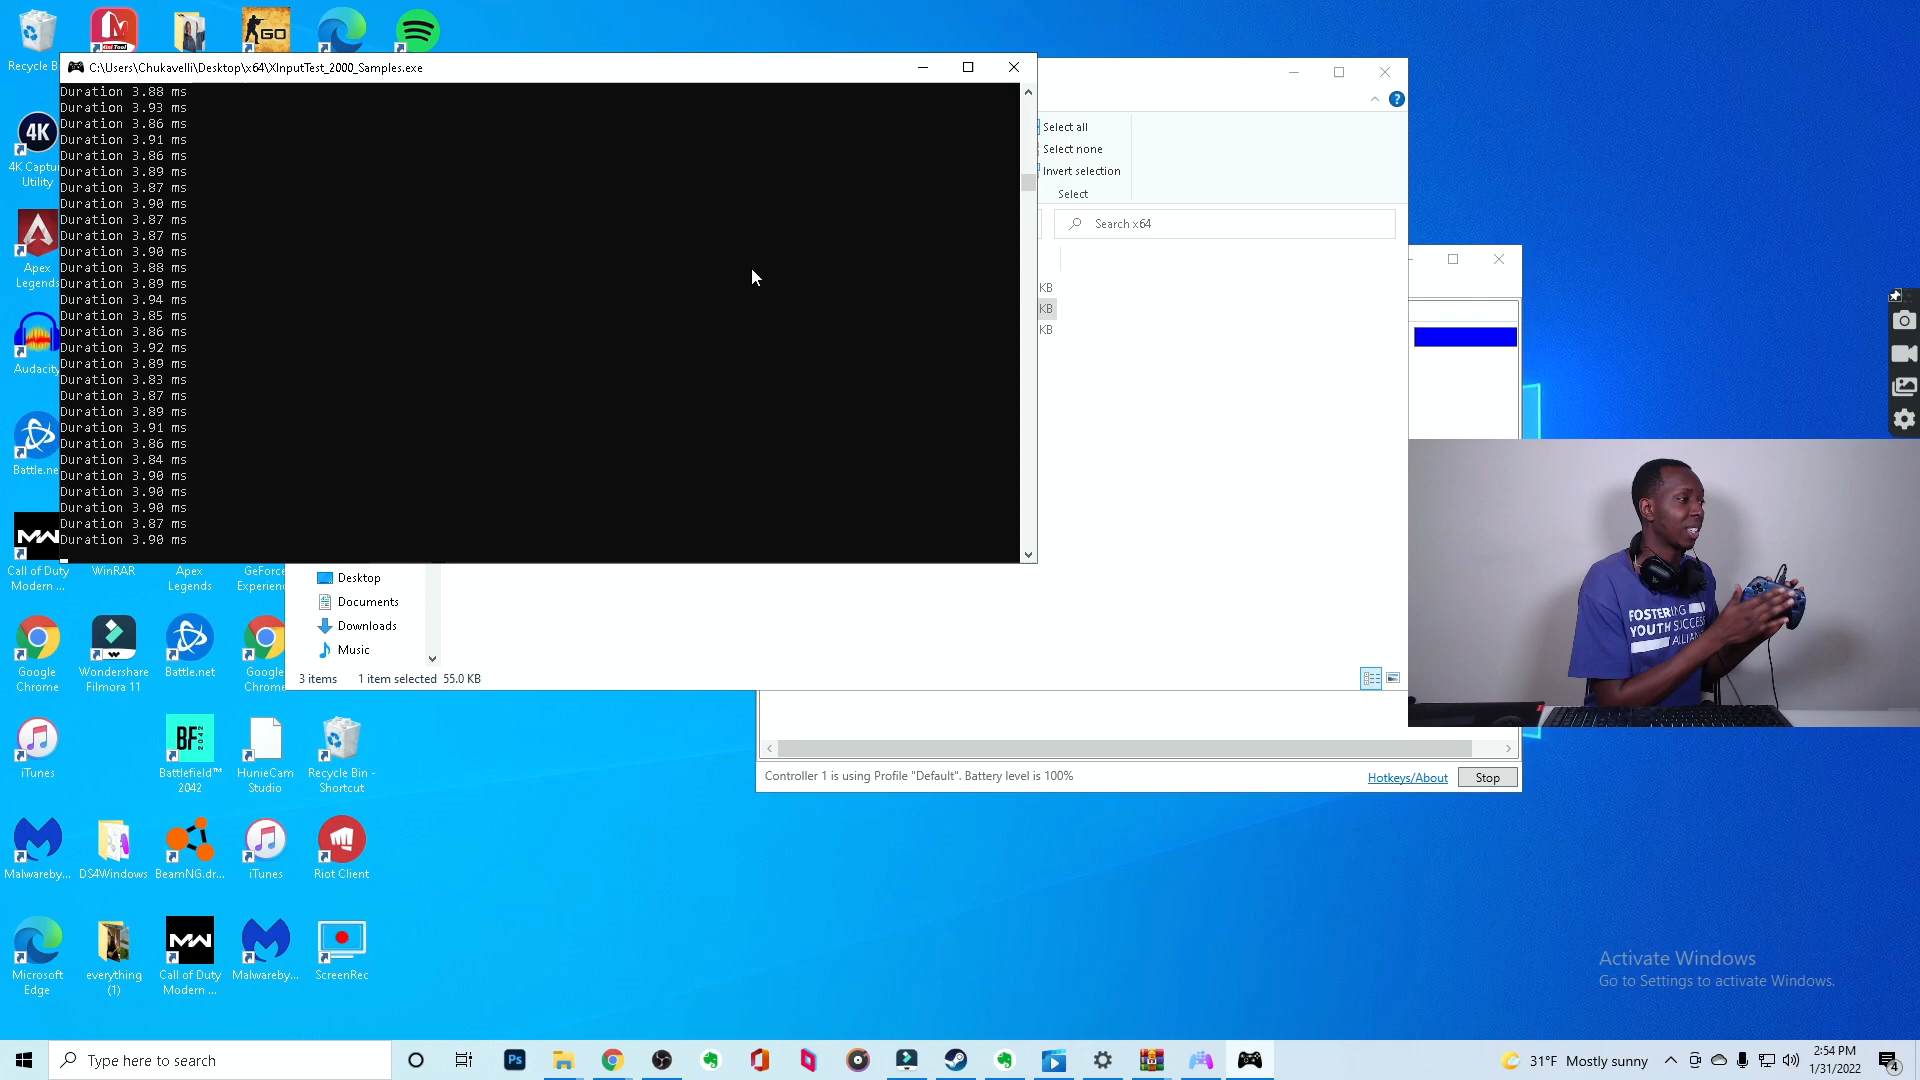 Recycle B
C:\Users\Chukavelli\Desktop\x64\XInputTest_2000_Samples.exe
Duration 3.88 ms
Duration 3.93 ms
Duration 3.86 ms
Duration 3.91 ms
Duration 3.86 ms
Duration 3.89 ms
Duration 3.87 ms
Duration 3.90 ms
Duration 3.87 ms
Duration 3.87 ms
Duration 3.90 ms
Duration 3.88 ms
Duration 3.89 ms
Duration 3.94 ms
Duration 3.85 ms
Duration 3.86 ms
Duration 3.92 ms
Duration 3.89 ms
Duration 3.83 ms
Duration 3.87 ms
Duration 3.89 ms
Duration 3.91 ms
Duration 3.86 ms
Duration 3.84 ms
Duration 3.90 ms
Duration 3.90 ms
Duration 3.90 ms
Duration 3.87 ms
Duration 3.90 ms
GO
4K
4K Captu
Utility
Apex
Legends
Audacity
Battle.ne
Select all
Select none
Invert selection
Select
Search x64
KB
KB
KB
Desktop
Documents
Downloads
Music
3 items 1 item selected 55.0 KB
Controller 1 is using Profile "Default". Battery level is 100%
Hotkeys/About
Stop
FOSTERING
YOUTH SUCCESS
ALLIANCE
Call of Duty
Modern ...
WinRAR
Apex
Legends
GeForce
Experienc
Google
Chrome
Wondershare
Filmora 11
Battle.net
Google
Chrome
iTunes
BF
2042
Battlefield™
2042
HunieCam
Studio
Recycle Bin -
Shortcut
Malwareby...
DS4Windows
BeamNG.dr...
iTunes
Riot Client
Microsoft
Edge
everything
(1)
Call of Duty
Modern ...
Malwareby...
ScreenRec
Activate Windows
Go to Settings to activate Windows.
Type here to search
Ps
31°F Mostly sunny
2:54 PM
1/31/2022
4